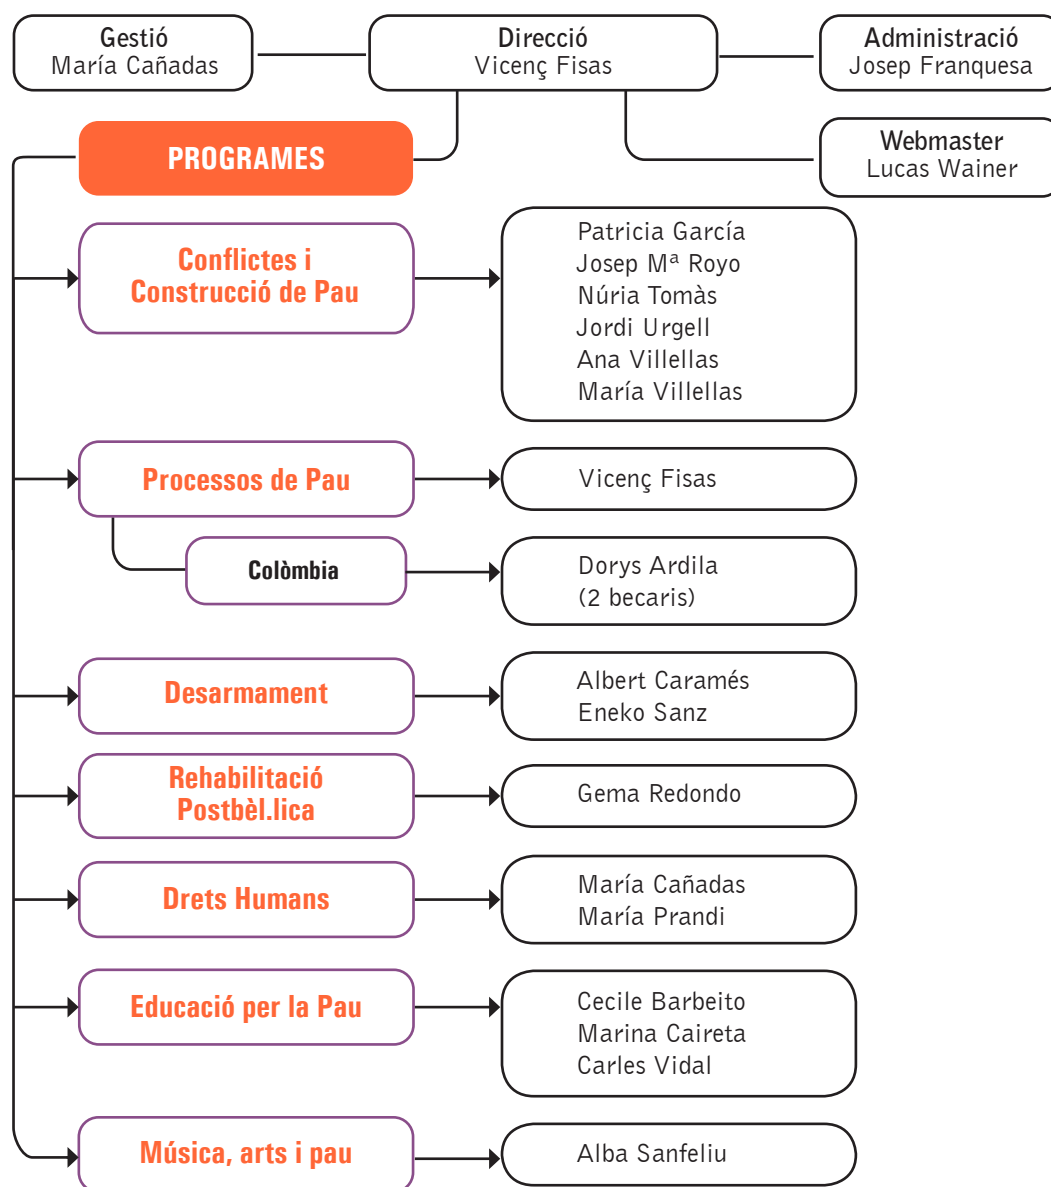 Gestió
María Cañadas
Direcció
Vicenç Fisas
Administració
Josep Franquesa
Webmaster
Lucas Wainer
PROGRAMES
Conflictes i
Construcció de Pau
Patricia García
Josep Mª Royo
Núria Tomàs
Jordi Urgell
Ana Villellas
María Villellas
Processos de Pau
Vicenç Fisas
Colòmbia
Dorys Ardila
(2 becaris)
Desarmament
Albert Caramés
Eneko Sanz
Rehabilitació
Postbèl.lica
Gema Redondo
Drets Humans
María Cañadas
María Prandi
Educació per la Pau
Cecile Barbeito
Marina Caireta
Carles Vidal
Música, arts i pau
Alba Sanfeliu